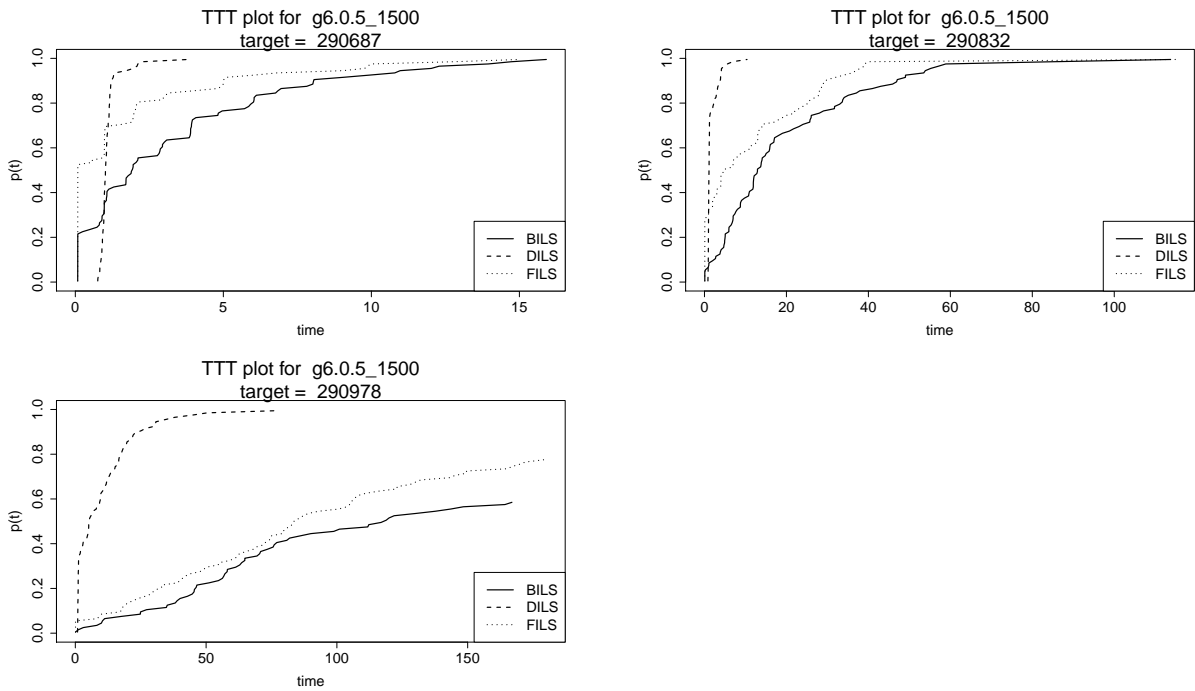 TTT plot for g6.0.5_1500
target = 290687
p(t)
0.0 0.2 0.4 0.6 0.8 1.0
0 5 10 15
time
BILS
DILS
FILS
TTT plot for g6.0.5_1500
target = 290832
p(t)
0.0 0.2 0.4 0.6 0.8 1.0
0 20 40 60 80 100
time
BILS
DILS
FILS
TTT plot for g6.0.5_1500
target = 290978
p(t)
0.0 0.2 0.4 0.6 0.8 1.0
0 50 100 150
time
BILS
DILS
FILS